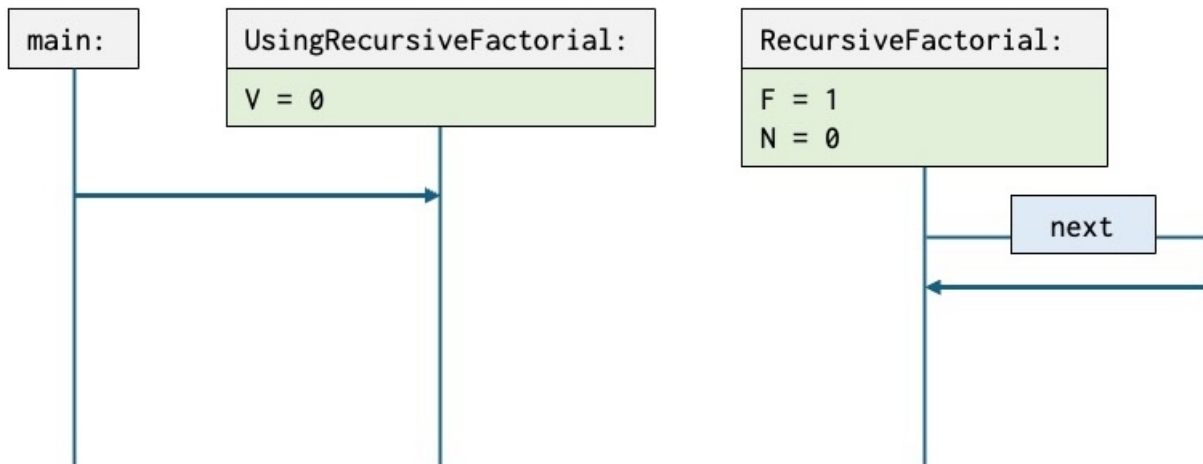 main:
UsingRecursiveFactorial:
V = 0
RecursiveFactorial:
F = 1
N = 0
next